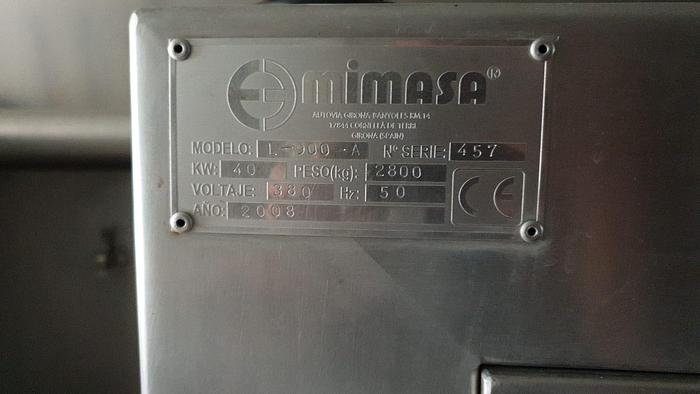 mimasa®
AUTOVIA GIRONA-BANYOLES KM.14
17844 CORNELLÀ DE TERRI
GIRONA (SPAIN)
MODELO: L-900-A Nº SERIE: 457
KW: 40 PESO(kg): 2800
VOLTAJE: 380 Hz: 50
AÑO: 2008
CE